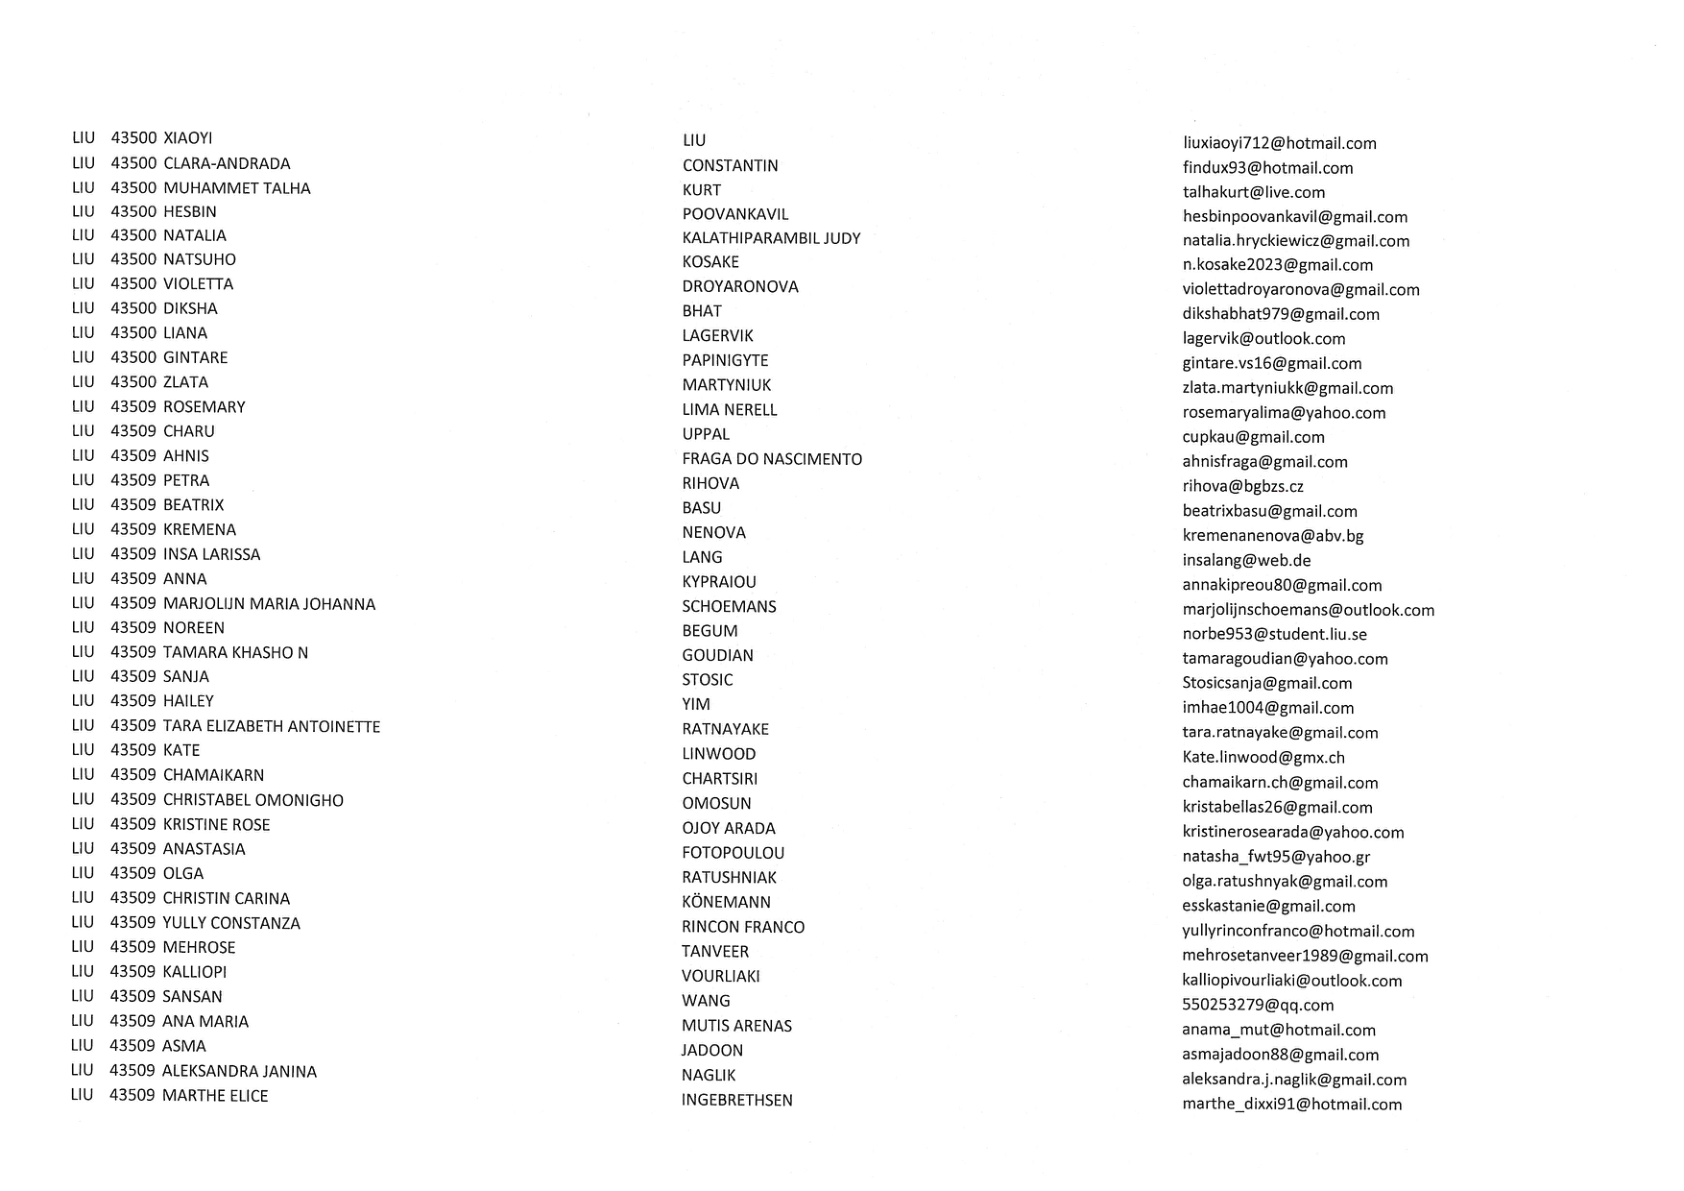 LIU 43500 XIAOYI LIU liuxiaoyi712@hotmail.com
LIU 43500 CLARA-ANDRADA CONSTANTIN findux93@hotmail.com
LIU 43500 MUHAMMET TALHA KURT talhakurt@live.com
LIU 43500 HESBIN POOVANKAVIL hesbinpoovankavil@gmail.com
LIU 43500 NATALIA KALATHIPARAMBIL JUDY natalia.hryckiewicz@gmail.com
LIU 43500 NATSUHO KOSAKE n.kosake2023@gmail.com
LIU 43500 VIOLETTA DROYARONOVA violettadroyaronova@gmail.com
LIU 43500 DIKSHA BHAT dikshabhat979@gmail.com
LIU 43500 LIANA LAGERVIK lagervik@outlook.com
LIU 43500 GINTARE PAPINIGYTE gintare.vs16@gmail.com
LIU 43500 ZLATA MARTYNIUK zlata.martyniukk@gmail.com
LIU 43509 ROSEMARY LIMA NERELL rosemaryalima@yahoo.com
LIU 43509 CHARU UPPAL cupkau@gmail.com
LIU 43509 AHNIS FRAGA DO NASCIMENTO ahnisfraga@gmail.com
LIU 43509 PETRA RIHOVA rihova@bgbzs.cz
LIU 43509 BEATRIX BASU beatrixbasu@gmail.com
LIU 43509 KREMENA NENOVA kremenanenova@abv.bg
LIU 43509 INSA LARISSA LANG insalang@web.de
LIU 43509 ANNA KYPRAIOU annakipreou80@gmail.com
LIU 43509 MARJOLIJN MARIA JOHANNA SCHOEMANS marjolijnschoemans@outlook.com
LIU 43509 NOREEN BEGUM norbe953@student.liu.se
LIU 43509 TAMARA KHASHO N GOUDIAN tamaragoudian@yahoo.com
LIU 43509 SANJA STOSIC Stosicsanja@gmail.com
LIU 43509 HAILEY YIM imhae1004@gmail.com
LIU 43509 TARA ELIZABETH ANTOINETTE RATNAYAKE tara.ratnayake@gmail.com
LIU 43509 KATE LINWOOD Kate.linwood@gmx.ch
LIU 43509 CHAMAIKARN CHARTSIRI chamaikarn.ch@gmail.com
LIU 43509 CHRISTABEL OMONIGHO OMOSUN kristabellas26@gmail.com
LIU 43509 KRISTINE ROSE OJOY ARADA kristinerosearada@yahoo.com
LIU 43509 ANASTASIA FOTOPOULOU natasha_fwt95@yahoo.gr
LIU 43509 OLGA RATUSHNIAK olga.ratushnyak@gmail.com
LIU 43509 CHRISTIN CARINA KÖNEMANN esskastanie@gmail.com
LIU 43509 YULLY CONSTANZA RINCON FRANCO yullyrinconfranco@hotmail.com
LIU 43509 MEHROSE TANVEER mehrosetanveer1989@gmail.com
LIU 43509 KALLIOPI VOURLIAKI kalliopivourliaki@outlook.com
LIU 43509 SANSAN WANG 550253279@qq.com
LIU 43509 ANA MARIA MUTIS ARENAS anama_mut@hotmail.com
LIU 43509 ASMA JADOON asmajadoon88@gmail.com
LIU 43509 ALEKSANDRA JANINA NAGLIK aleksandra.j.naglik@gmail.com
LIU 43509 MARTHE ELICE INGEBRETHSEN marthe_dixxi91@hotmail.com